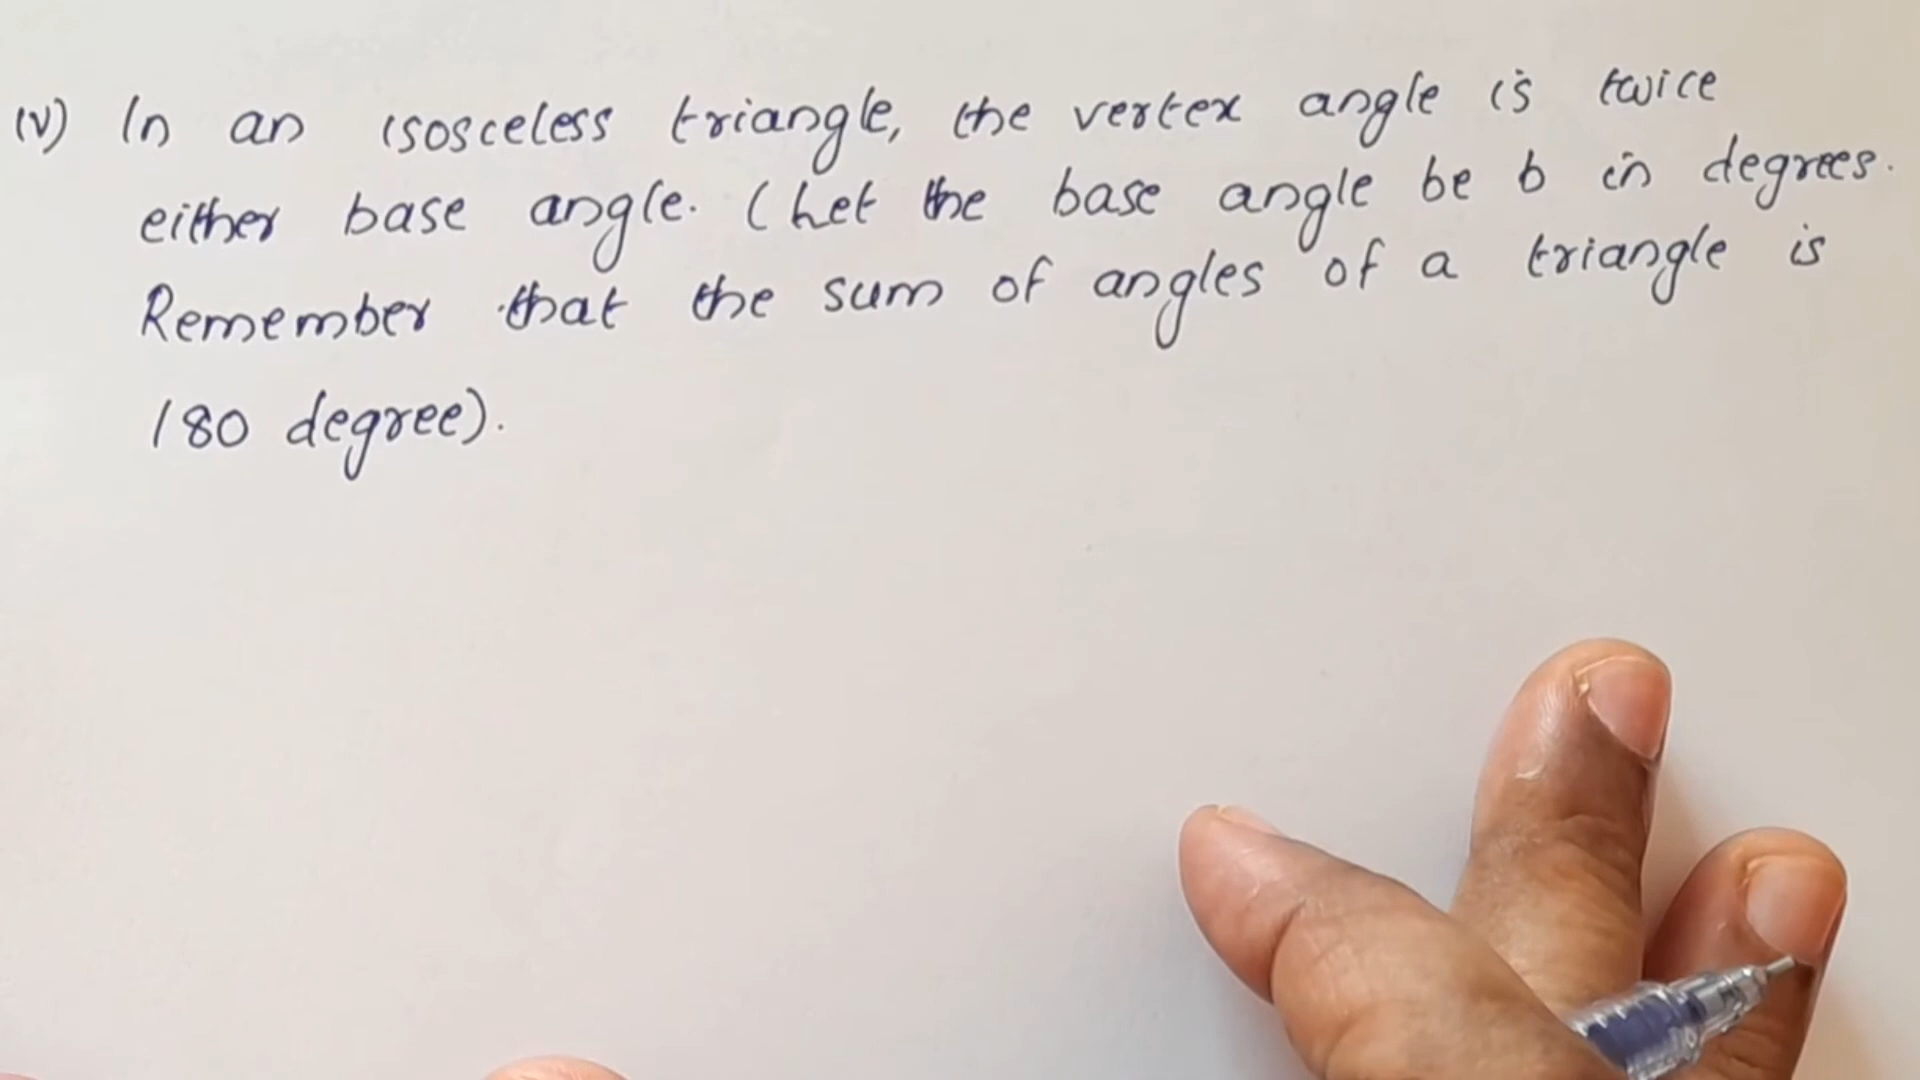 (V) In an isosceless triangle, the vertex angle is twice
either base angle. (Let the base angle be b in degrees.
Remember that the sum of angles of a triangle is
180 degree).